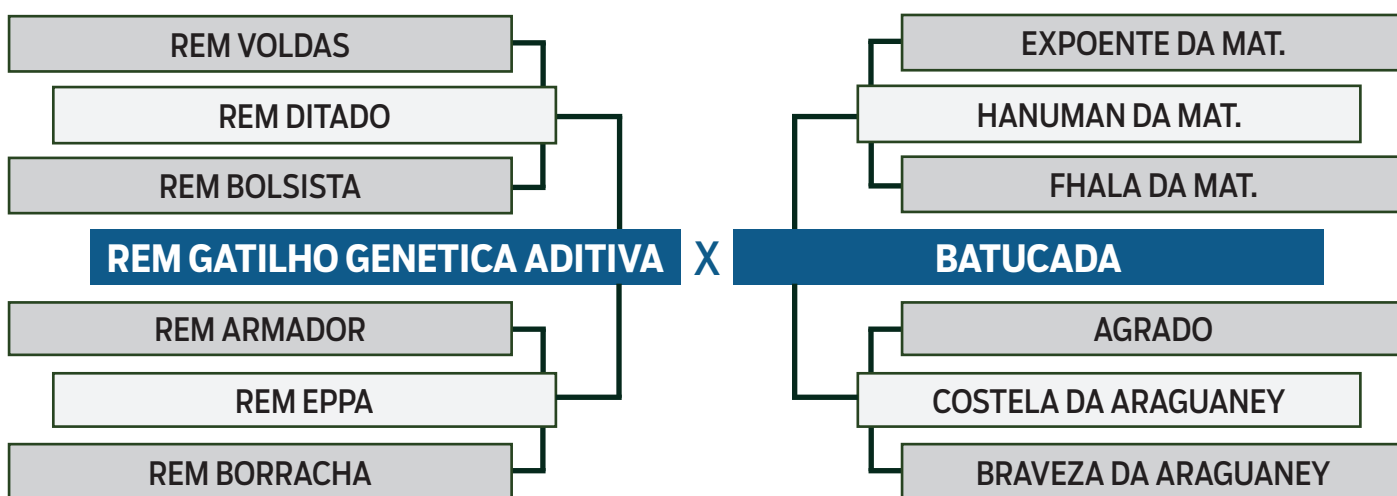 REM VOLDAS
EXPOENTE DA MAT.
REM DITADO
HANUMAN DA MAT.
REM BOLSISTA
FHALA DA MAT.
REM GATILHO GENETICA ADITIVA X BATUCADA
REM ARMADOR
AGRADO
REM EPPA
COSTELA DA ARAGUANEY
REM BORRACHA
BRAVEZA DA ARAGUANEY